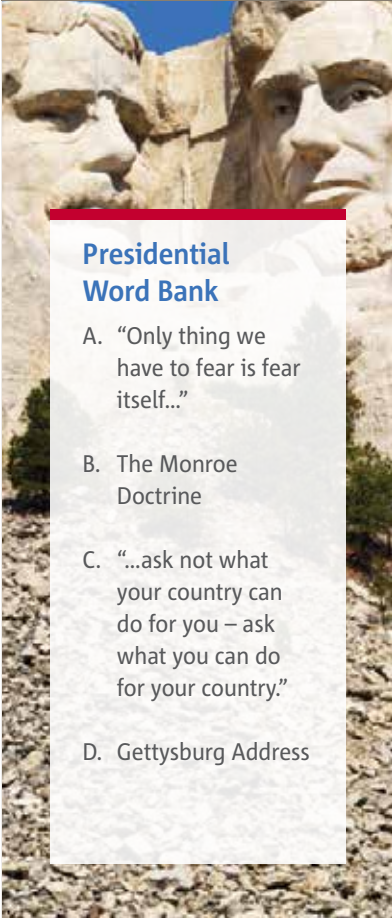 Presidential
Word Bank
A. “Only thing we
have to fear is fear
itself...”
B. The Monroe
Doctrine
C. “...ask not what
your country can
do for you – ask
what you can do
for your country.”
D. Gettysburg Address